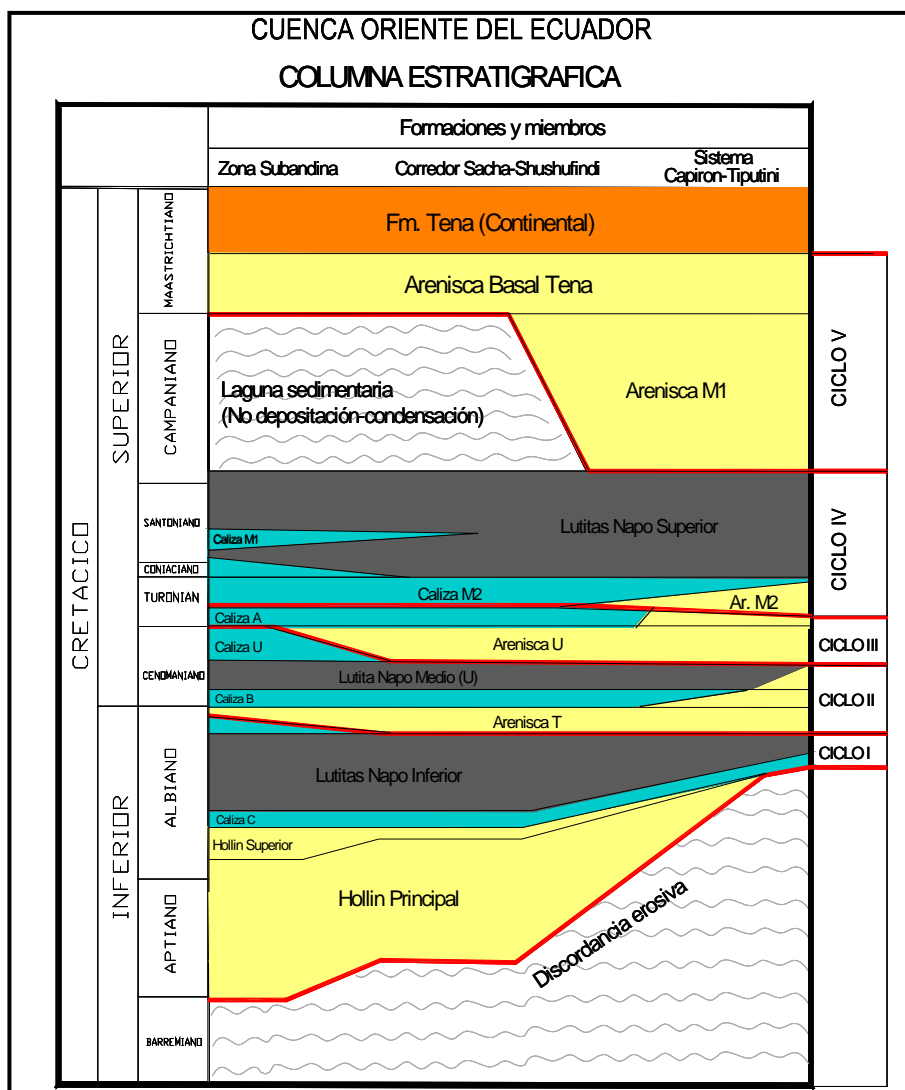 CUENCA ORIENTE DEL ECUADOR
COLUMNA ESTRATIGRAFICA
Formaciones y miembros
Zona Subandina
Corredor Sacha-Shushufindi
Sistema
Capiron-Tiputini
CRETACICO
SUPERIOR
INFERIOR
MAASTRICHTIANO
CAMPANIANO
SANTONIANO
CONIACIANO
TURONIAN
CENOMANIANO
ALBIANO
APTIANO
BARREMIANO
Fm. Tena (Continental)
Arenisca Basal Tena
Laguna sedimentaria
(No depositación-condensación)
Arenisca M1
Lutitas Napo Superior
Caliza M1
Caliza M2
Ar. M2
Caliza A
Arenisca U
Caliza U
Lutita Napo Medio (U)
Caliza B
Arenisca T
Lutitas Napo Inferior
Caliza C
Hollin Superior
Hollin Principal
Discordancia erosiva
CICLO V
CICLO IV
CICLO III
CICLO II
CICLO I